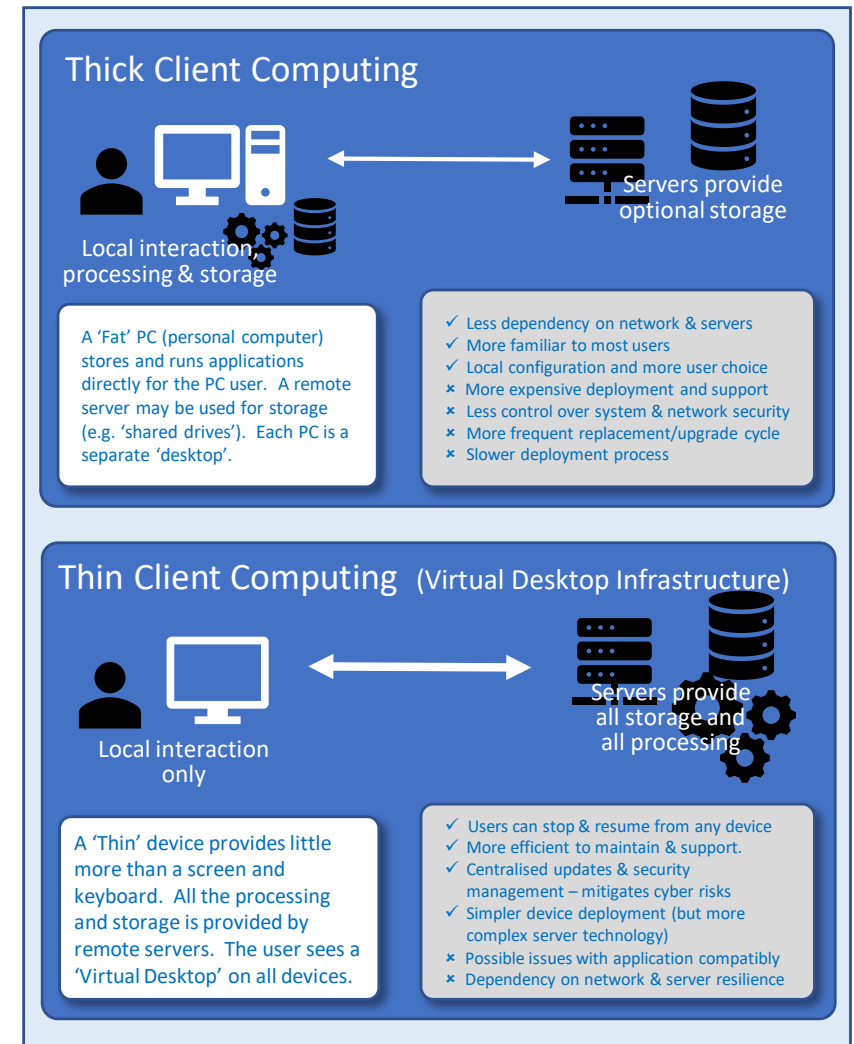 Thick Client Computing
Local interaction,
processing & storage
Servers provide
optional storage
A ‘Fat’ PC (personal computer)
stores and runs applications
directly for the PC user.  A remote
server may be used for storage
(e.g. ‘shared drives’).  Each PC is a
separate ‘desktop’.
✓ Less dependency on network & servers
✓ More familiar to most users
✓ Local configuration and more user choice
× More expensive deployment and support
× Less control over system & network security
× More frequent replacement/upgrade cycle
× Slower deployment process
Thin Client Computing (Virtual Desktop Infrastructure)
Local interaction
only
Servers provide
all storage and
all processing
A ‘Thin’ device provides little
more than a screen and
keyboard.  All the processing
and storage is provided by
remote servers.  The user sees a
‘Virtual Desktop’ on all devices.
✓ Users can stop & resume from any device
✓ More efficient to maintain & support.
✓ Centralised updates & security
management – mitigates cyber risks
✓ Simpler device deployment (but more
complex server technology)
× Possible issues with application compatibly
× Dependency on network & server resilience